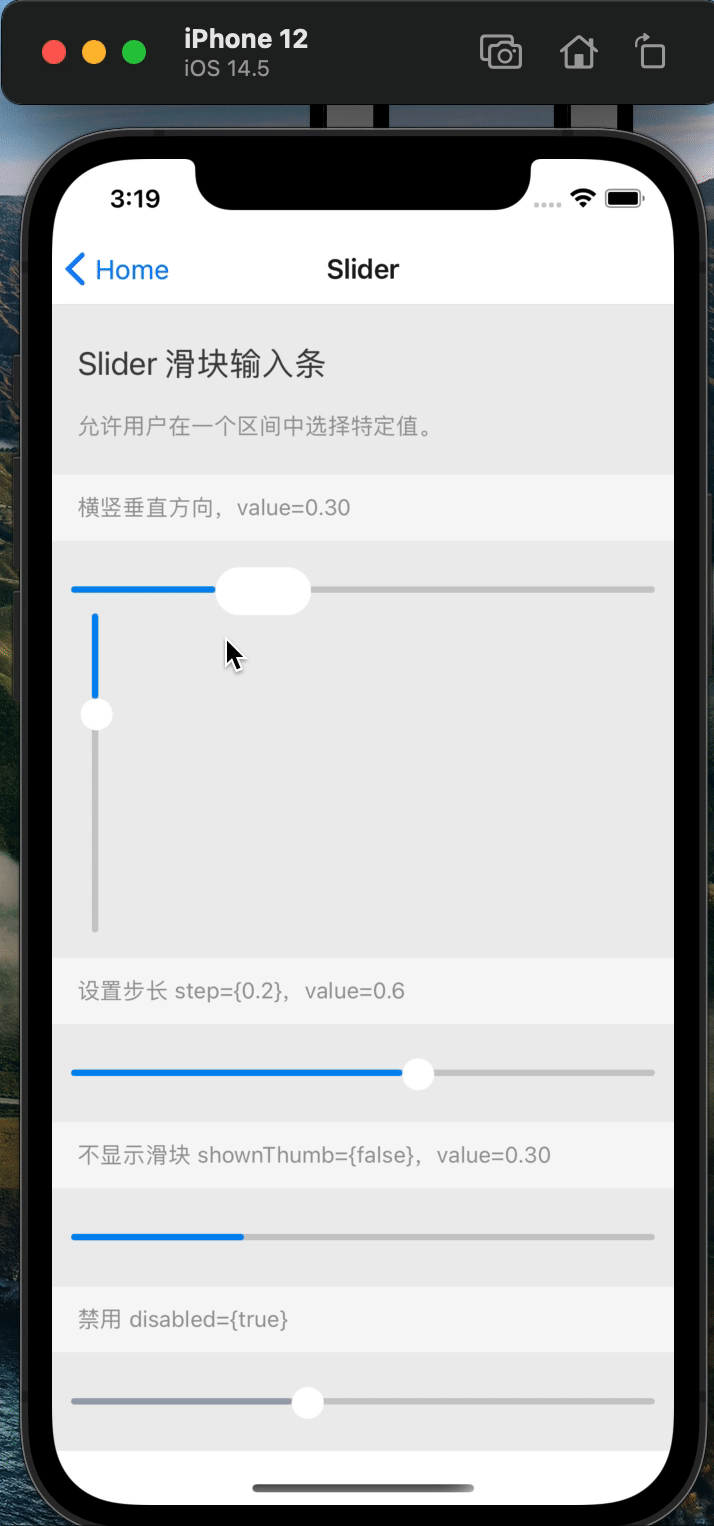 iPhone 12
iOS 14.5
3:19
Home
Slider
Slider 滑块输入条
允许用户在一个区间中选择特定值。
横竖垂直方向，value=0.30
设置步长 step={0.2}，value=0.6
不显示滑块 shownThumb={false}，value=0.30
禁用 disabled={true}